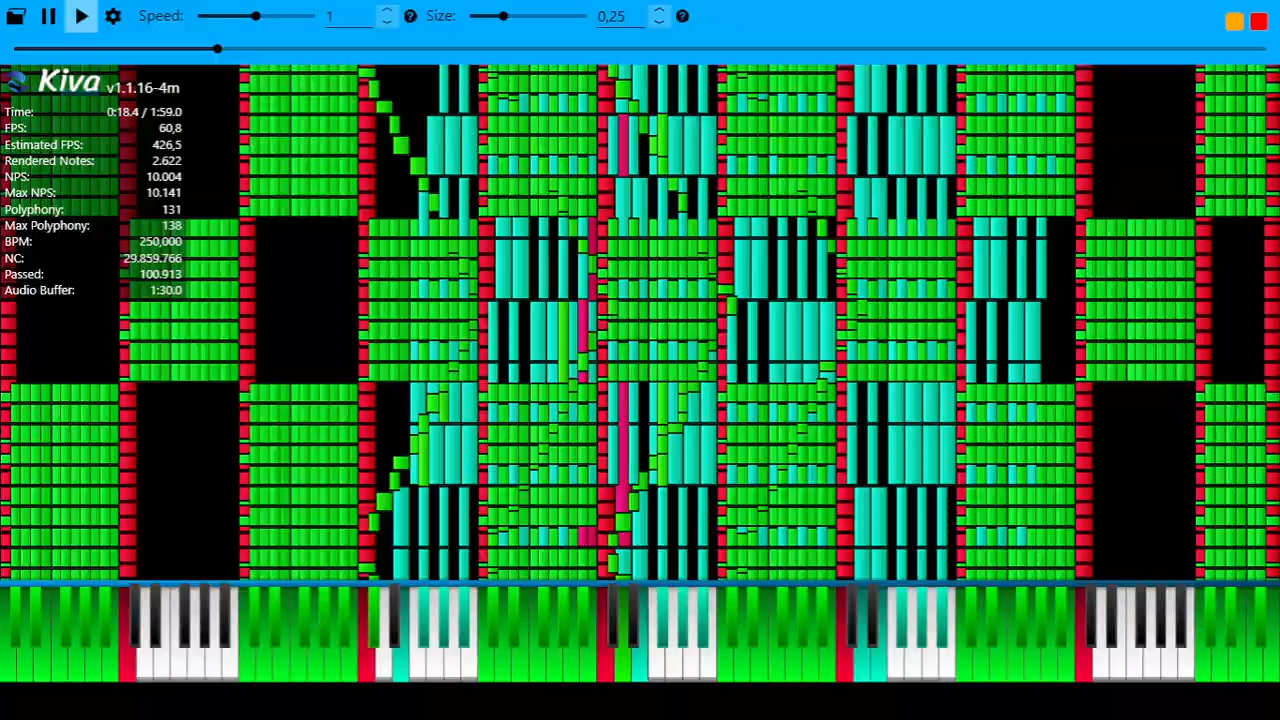 Speed: 1 Size: 0,25
Kiva v1.1.16-4m
Time: 0:18.4 / 1:59.0
FPS: 60,8
Estimated FPS: 426,5
Rendered Notes: 2.622
NPS: 10.004
Max NPS: 10.141
Polyphony: 131
Max Polyphony: 138
BPM: 250,000
NC: 29.859.766
Passed: 100.913
Audio Buffer: 1:30.0